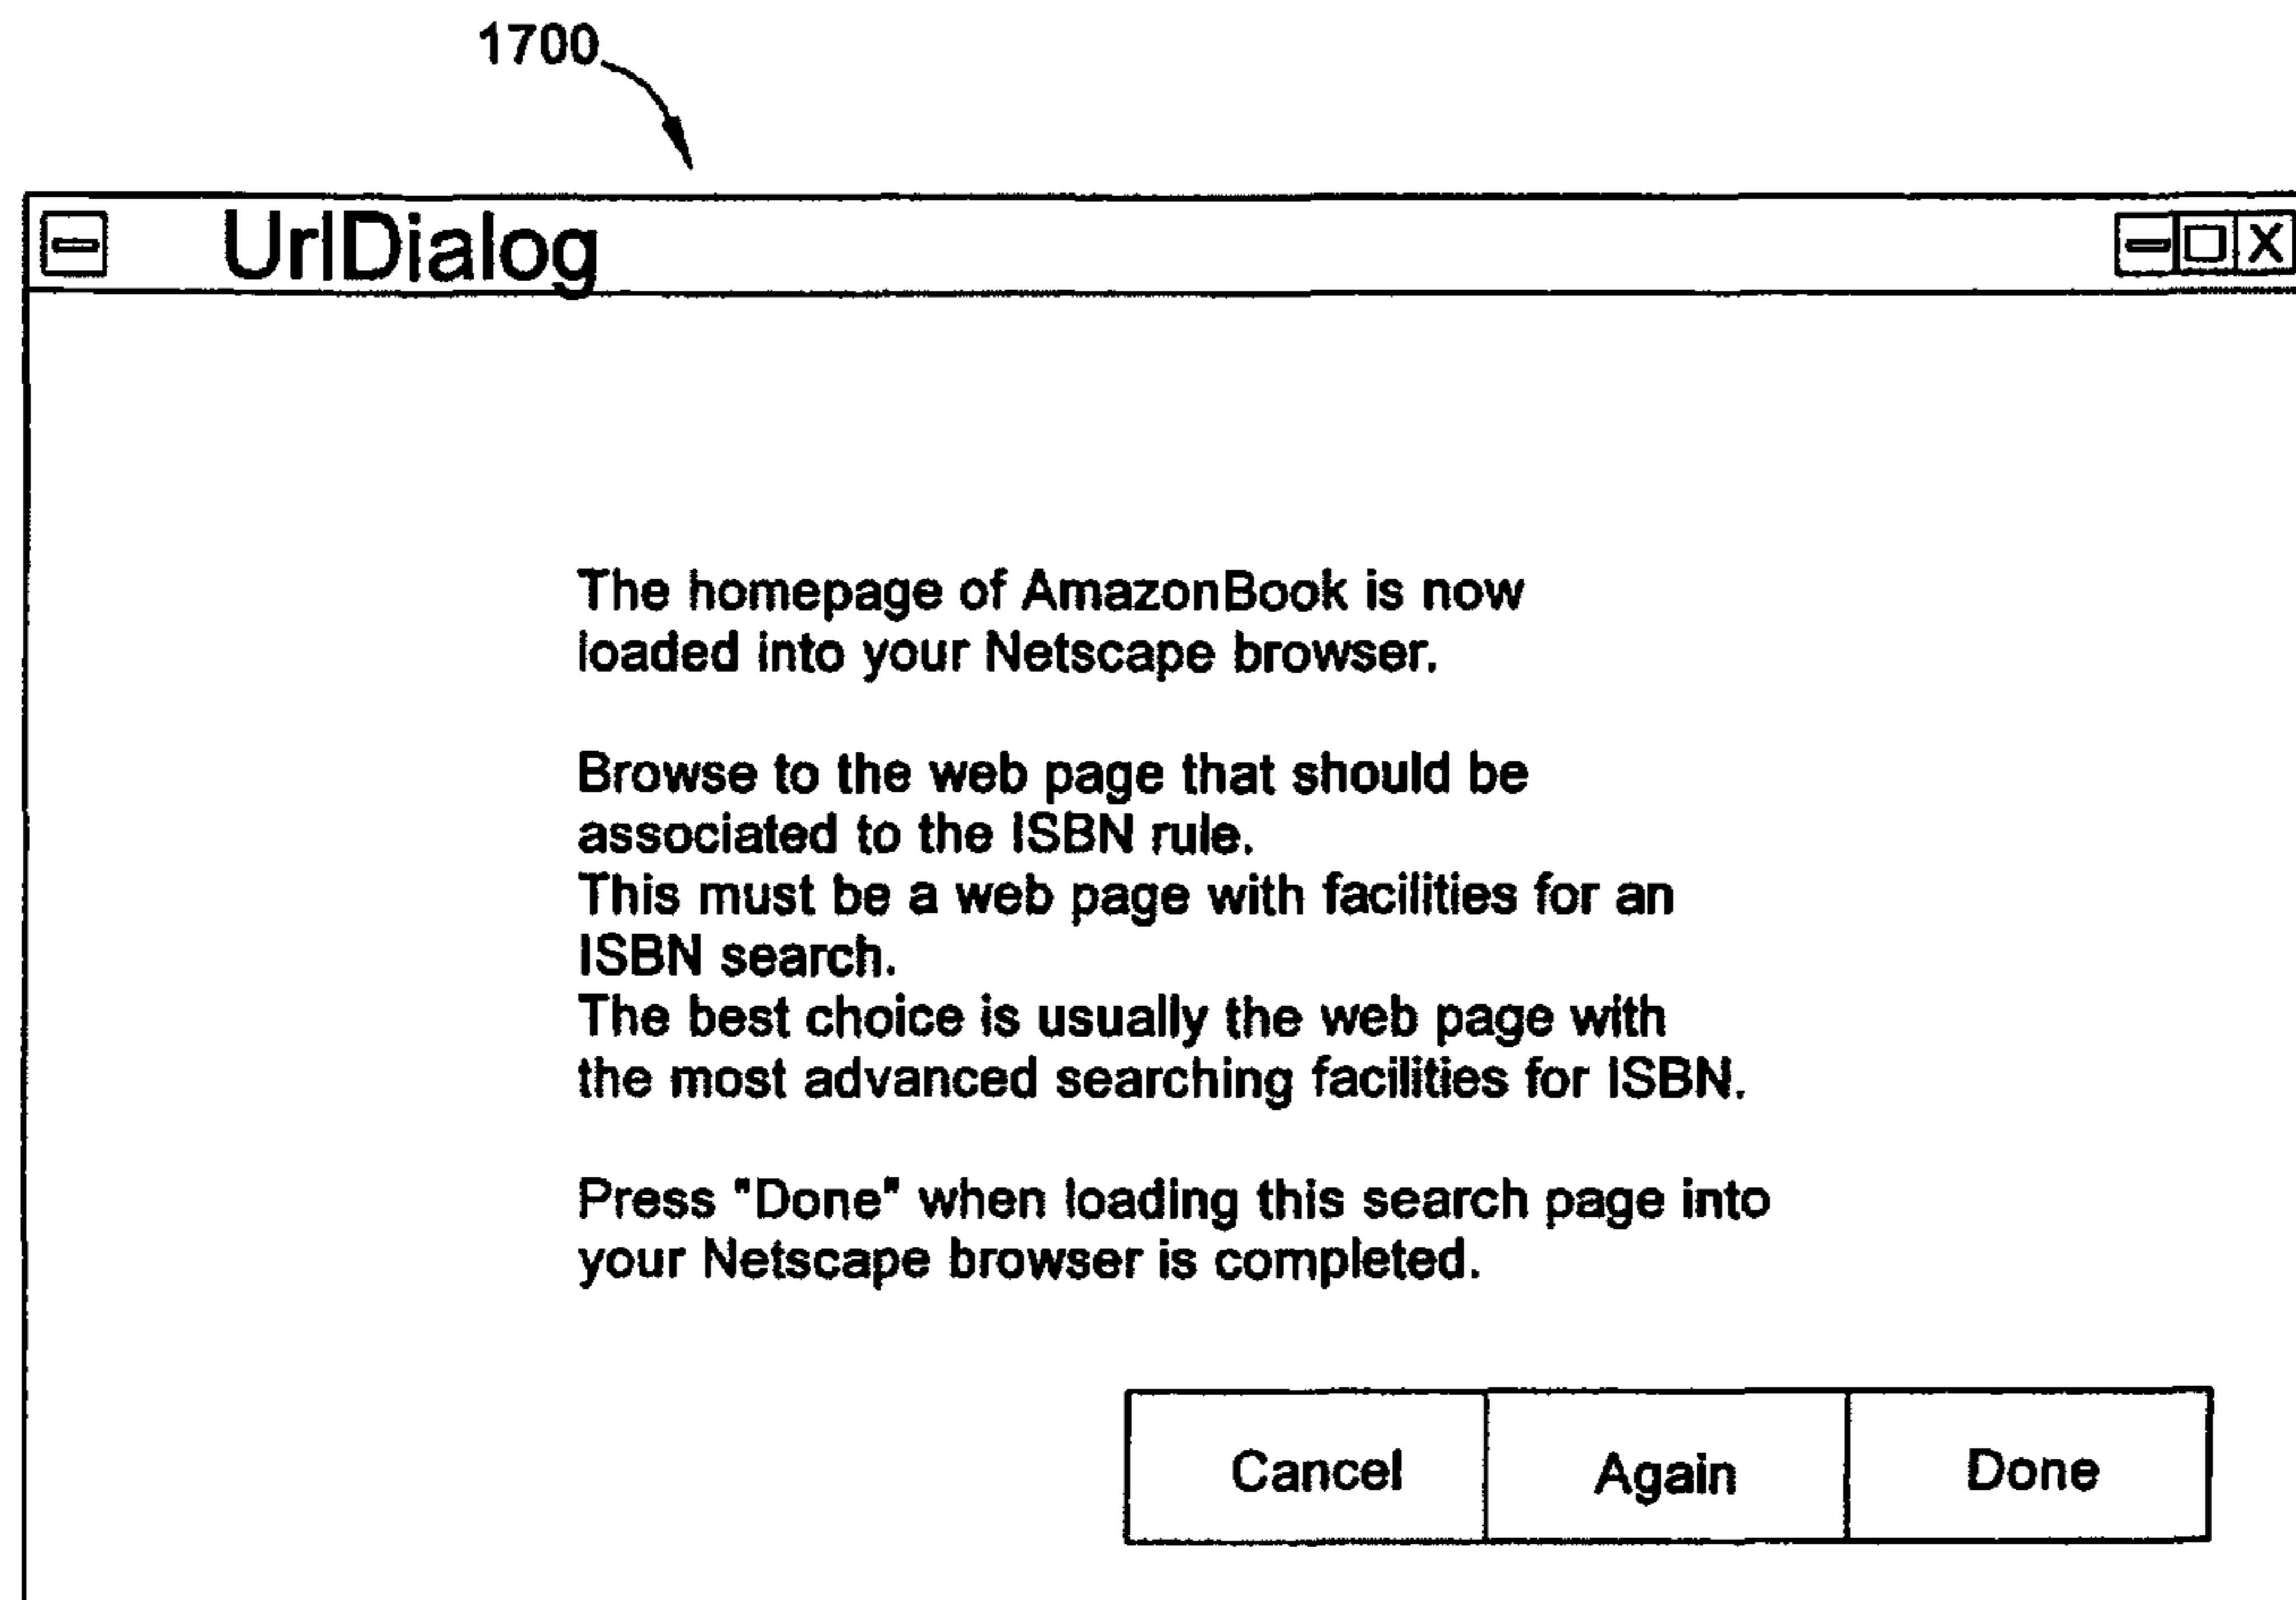 1700
UrlDialog
X
The homepage of AmazonBook is now
loaded into your Netscape browser.
Browse to the web page that should be
associated to the ISBN rule.
This must be a web page with facilities for an
ISBN search.
The best choice is usually the web page with
the most advanced searching facilities for ISBN.
Press "Done" when loading this search page into
your Netscape browser is completed.
Cancel Again Done